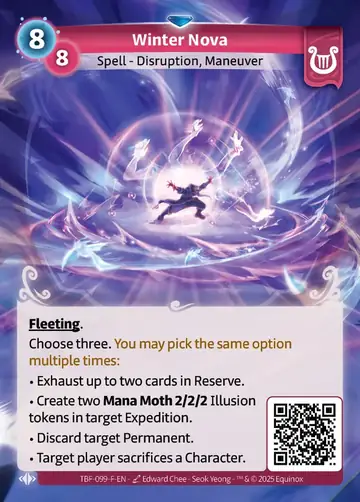 8
8
Winter Nova
Spell - Disruption, Maneuver
Fleeting.
Choose three. You may pick the same option
multiple times:
• Exhaust up to two cards in Reserve.
• Create two Mana Moth 2/2/2 Illusion
tokens in target Expedition.
• Discard target Permanent.
• Target player sacrifices a Character.
TBF-099-F-EN - Edward Chee · Seok Yeong - ™ & © 2025 Equinox